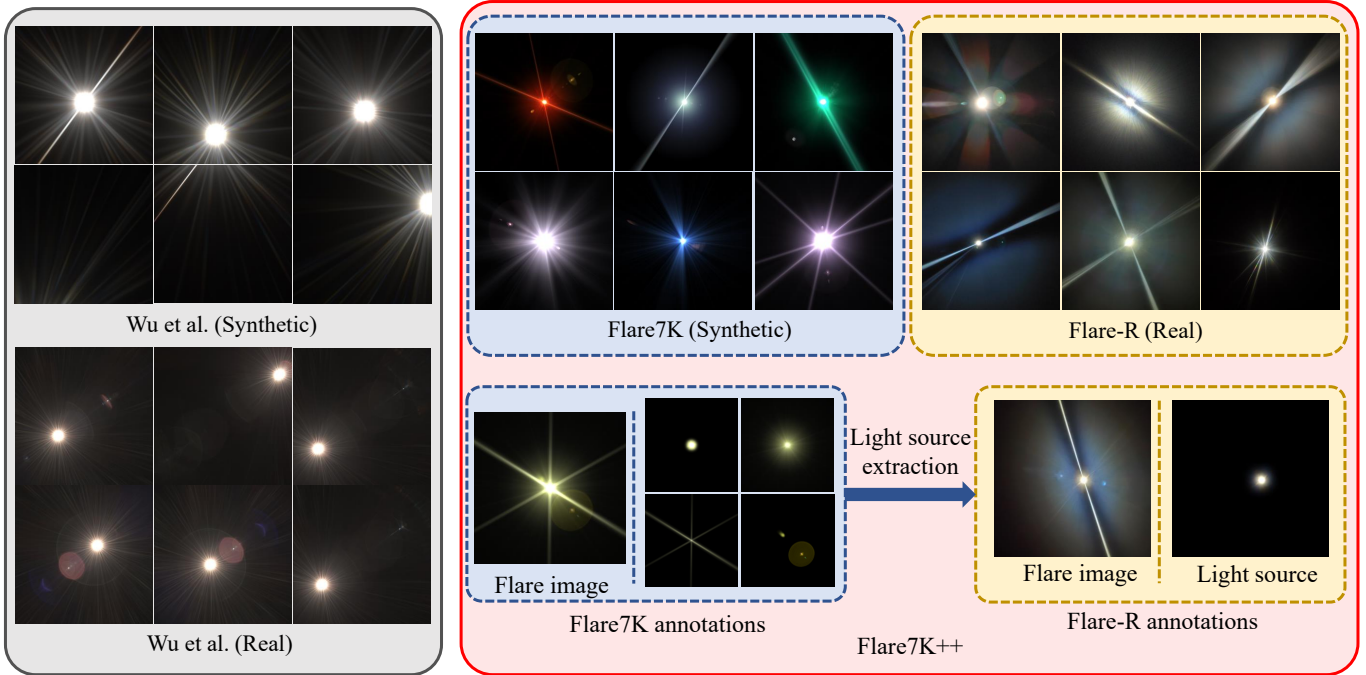 Wu et al. (Synthetic)
Wu et al. (Real)
Flare7K (Synthetic)
Flare-R (Real)
Flare image
Flare7K annotations
Light source
extraction
Flare image
Light source
Flare-R annotations
Flare7K++